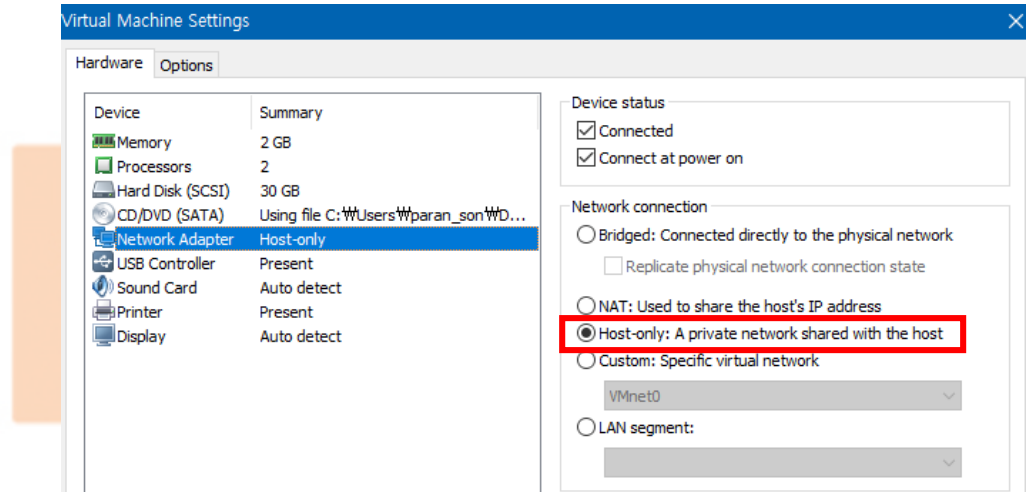 Virtual Machine Settings
Hardware Options
Device Summary
Memory 2 GB
Processors 2
Hard Disk (SCSI) 30 GB
CD/DVD (SATA) Using file C:₩Users₩paran_son₩D...
Network Adapter Host-only
USB Controller Present
Sound Card Auto detect
Printer Present
Display Auto detect
Device status
Connected
Connect at power on
Network connection
Bridged: Connected directly to the physical network
Replicate physical network connection state
NAT: Used to share the host's IP address
Host-only: A private network shared with the host
Custom: Specific virtual network
VMnet0
LAN segment: